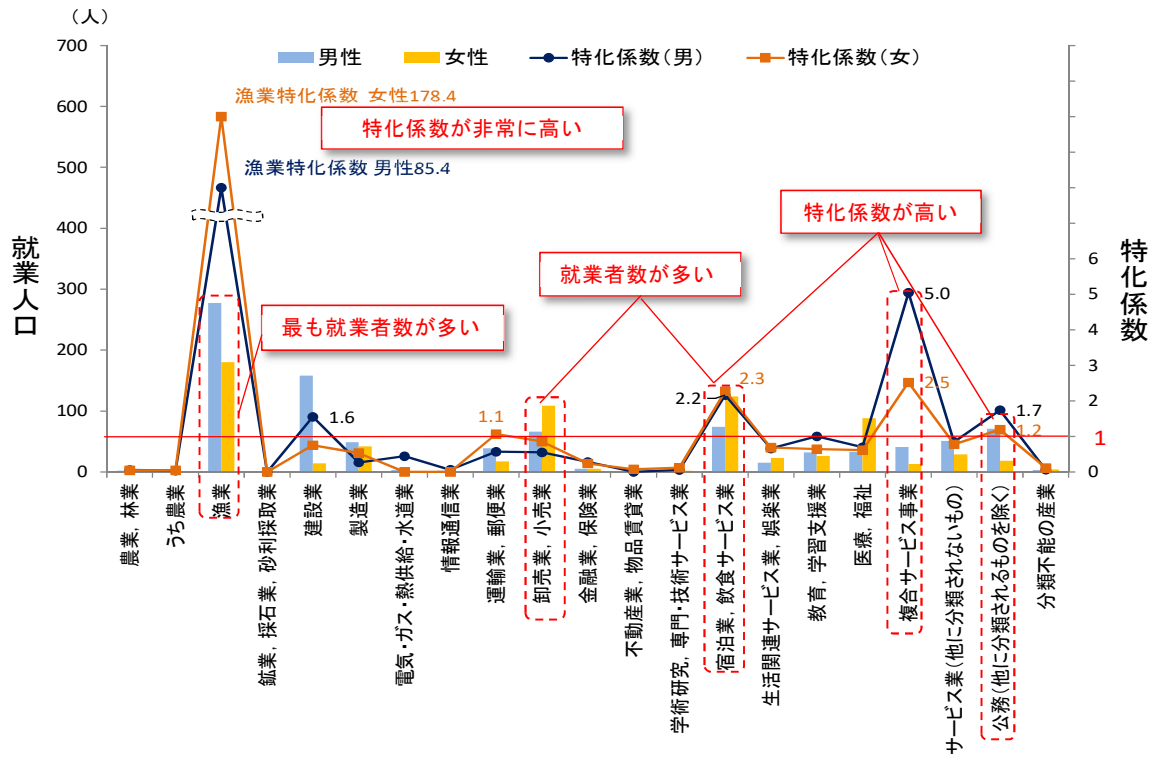 （人）
700
600
500
400
300
200
100
0
就業人口
男性
女性
特化係数（男）
特化係数（女）
漁業特化係数 女性178.4
特化係数が非常に高い
漁業特化係数 男性85.4
特化係数が高い
就業者数が多い
最も就業者数が多い
1.6
1.1
2.2
2.3
5.0
2.5
1.7
1.2
6
5
4
3
2
1
0
特化係数
農業，林業
うち農業
漁業
鉱業，採石業，砂利採取業
建設業
製造業
電気・ガス・熱供給・水道業
情報通信業
運輸業，郵便業
卸売業，小売業
金融業，保険業
不動産業，物品賃貸業
学術研究，専門・技術サービス業
宿泊業，飲食サービス業
生活関連サービス業，娯楽業
教育，学習支援業
医療，福祉
複合サービス事業
サービス業（他に分類されないもの）
公務（他に分類されるものを除く）
分類不能の産業